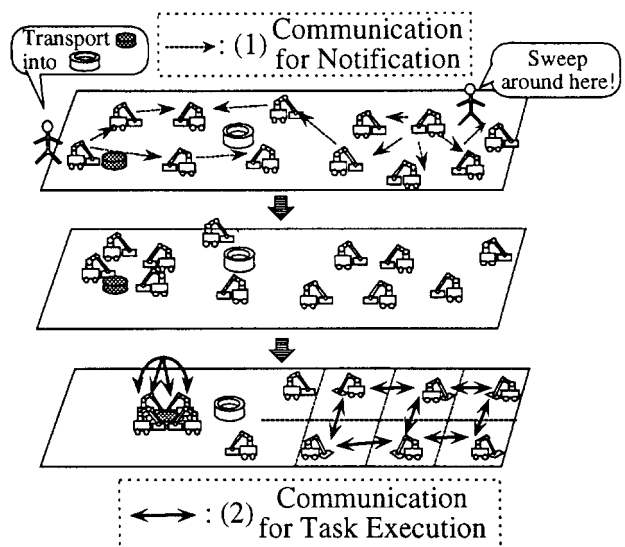 Transport
into
: (1) Communication
for Notification
Sweep
around here!
: (2) Communication
for Task Execution